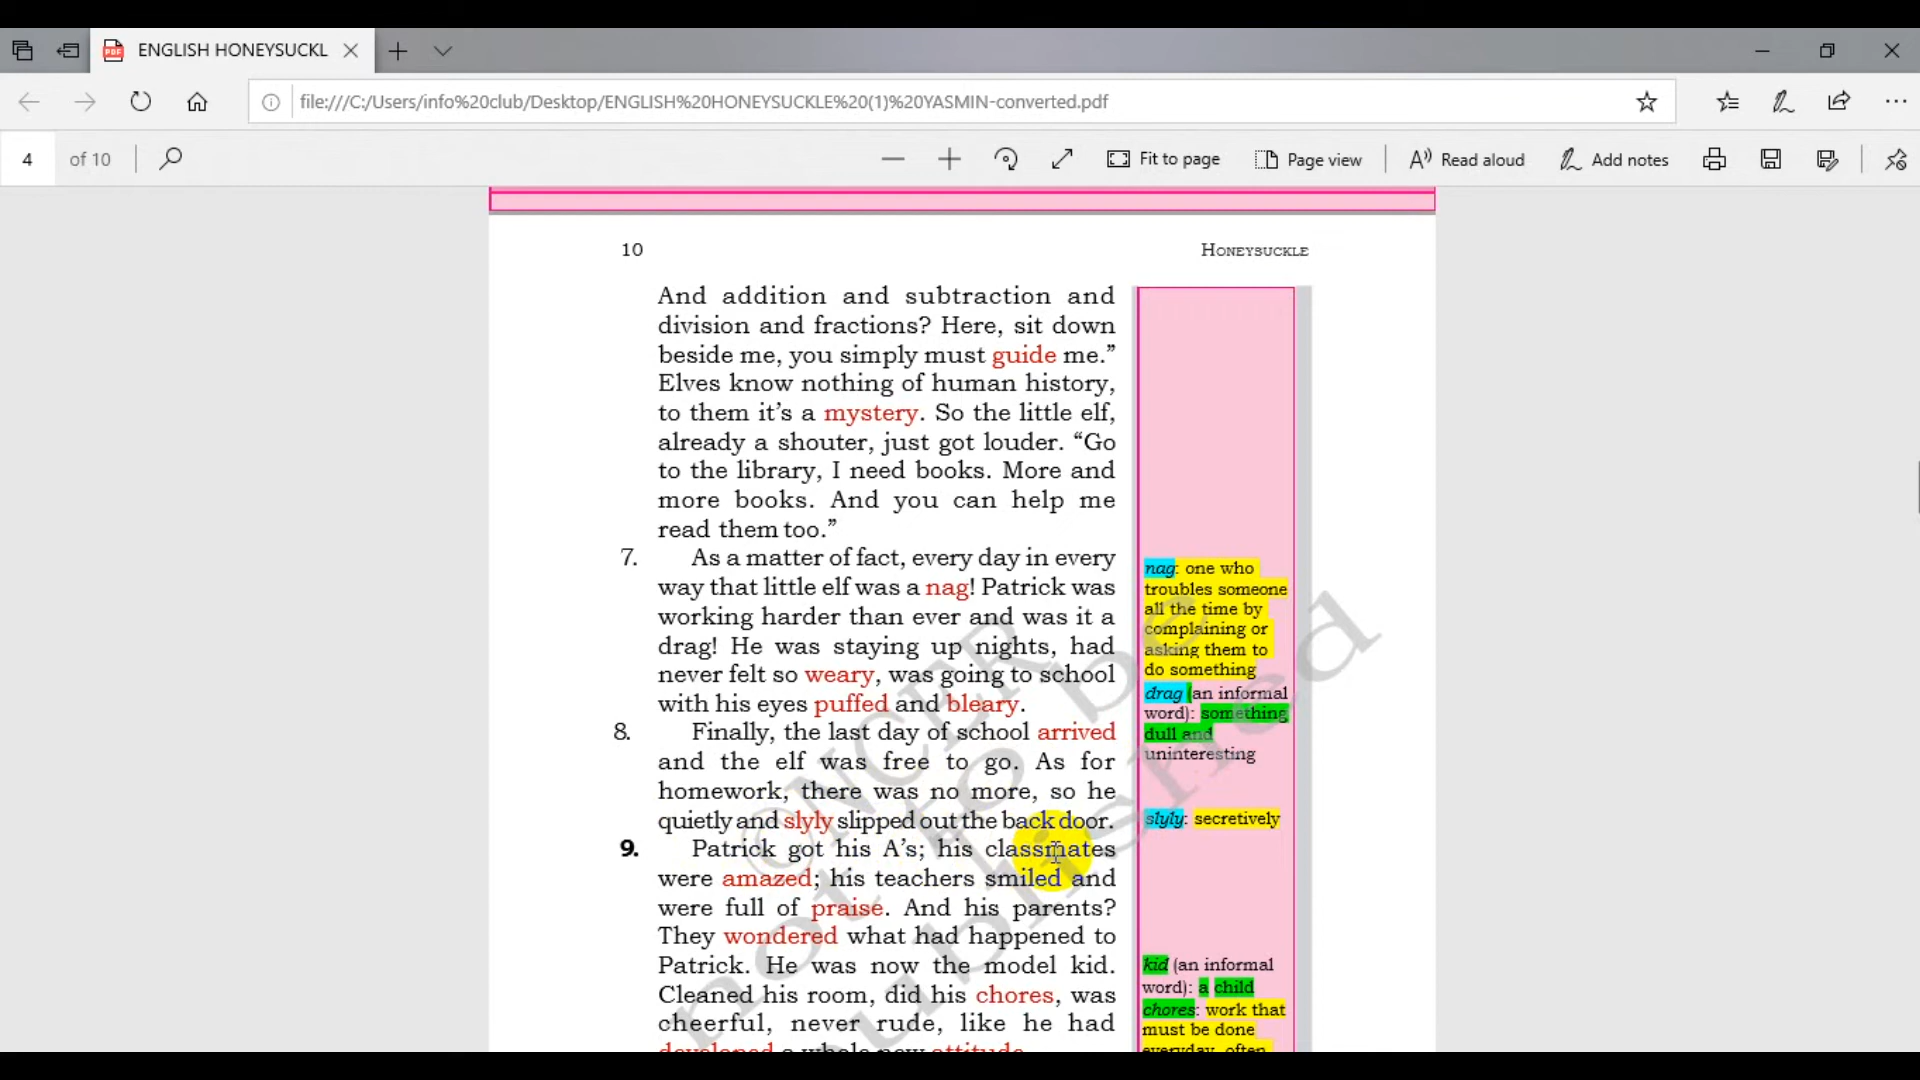 ENGLISH HONEYSUCKL
file:///C:/Users/info%20club/Desktop/ENGLISH%20HONEYSUCKLE%20(1)%20YASMIN-converted.pdf
4 of 10
Fit to page
Page view
Read aloud
Add notes
10
HONEYSUCKLE
And addition and subtraction and
division and fractions? Here, sit down
beside me, you simply must guide me.”
Elves know nothing of human history,
to them it’s a mystery. So the little elf,
already a shouter, just got louder. “Go
to the library, I need books. More and
more books. And you can help me
read them too.”
7. As a matter of fact, every day in every
way that little elf was a nag! Patrick was
working harder than ever and was it a
drag! He was staying up nights, had
never felt so weary, was going to school
with his eyes puffed and bleary.
8. Finally, the last day of school arrived
and the elf was free to go. As for
homework, there was no more, so he
quietly and slyly slipped out the back door.
9. Patrick got his A’s; his classmates
were amazed; his teachers smiled and
were full of praise. And his parents?
They wondered what had happened to
Patrick. He was now the model kid.
Cleaned his room, did his chores, was
cheerful, never rude, like he had
developed a whole new attitude.
nag: one who
troubles someone
all the time by
complaining or
asking them to
do something
drag (an informal
word): something
dull and
uninteresting
slyly: secretively
kid (an informal
word): a child
chores: work that
must be done
everyday, often
©NCERT
not to be
published